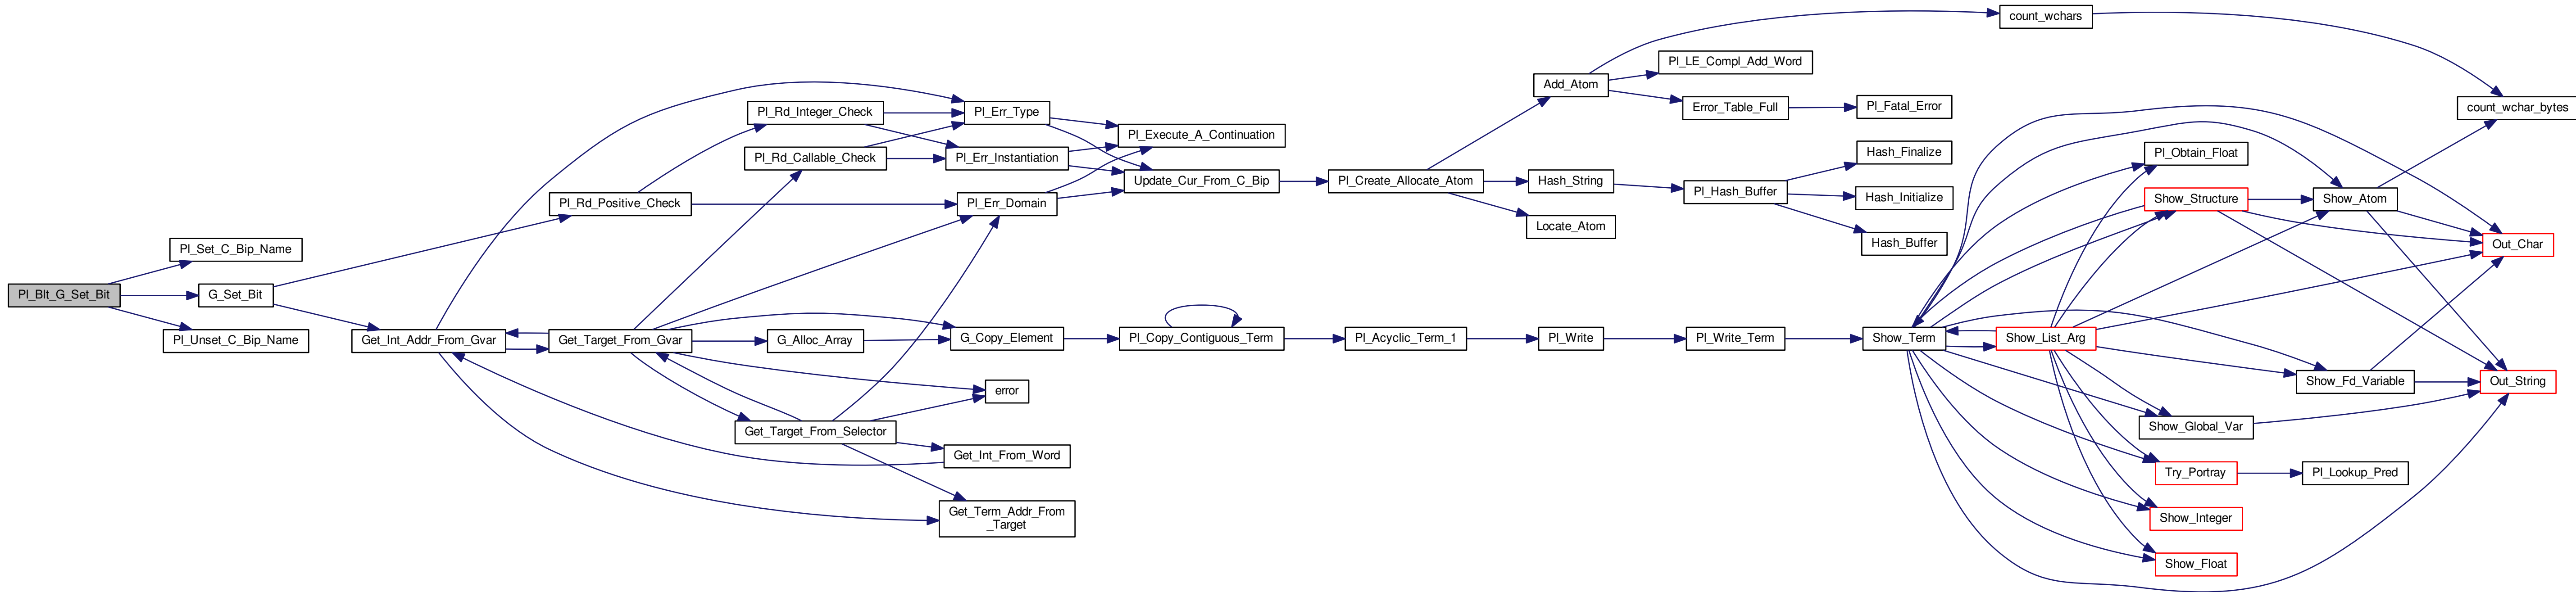 Pl_Blt_G_Set_Bit
Pl_Set_C_Bip_Name
G_Set_Bit
Pl_Unset_C_Bip_Name
Pl_Rd_Positive_Check
Get_Int_Addr_From_Gvar
Pl_Rd_Integer_Check
Pl_Rd_Callable_Check
Get_Target_From_Gvar
G_Alloc_Array
Get_Target_From_Selector
Pl_Err_Type
Pl_Err_Instantiation
Pl_Err_Domain
G_Copy_Element
error
Get_Int_From_Word
Get_Term_Addr_From
_Target
Pl_Execute_A_Continuation
Update_Cur_From_C_Bip
Pl_Copy_Contiguous_Term
Pl_Create_Allocate_Atom
Pl_Acyclic_Term_1
Add_Atom
Hash_String
Locate_Atom
Pl_Write
Pl_LE_Compl_Add_Word
Error_Table_Full
Pl_Hash_Buffer
Pl_Write_Term
Pl_Fatal_Error
Hash_Finalize
Hash_Initialize
Hash_Buffer
Show_Term
count_wchars
Show_List_Arg
Pl_Obtain_Float
Show_Structure
Show_Global_Var
Try_Portray
Show_Integer
Show_Float
Show_Atom
Show_Fd_Variable
Pl_Lookup_Pred
count_wchar_bytes
Out_Char
Out_String